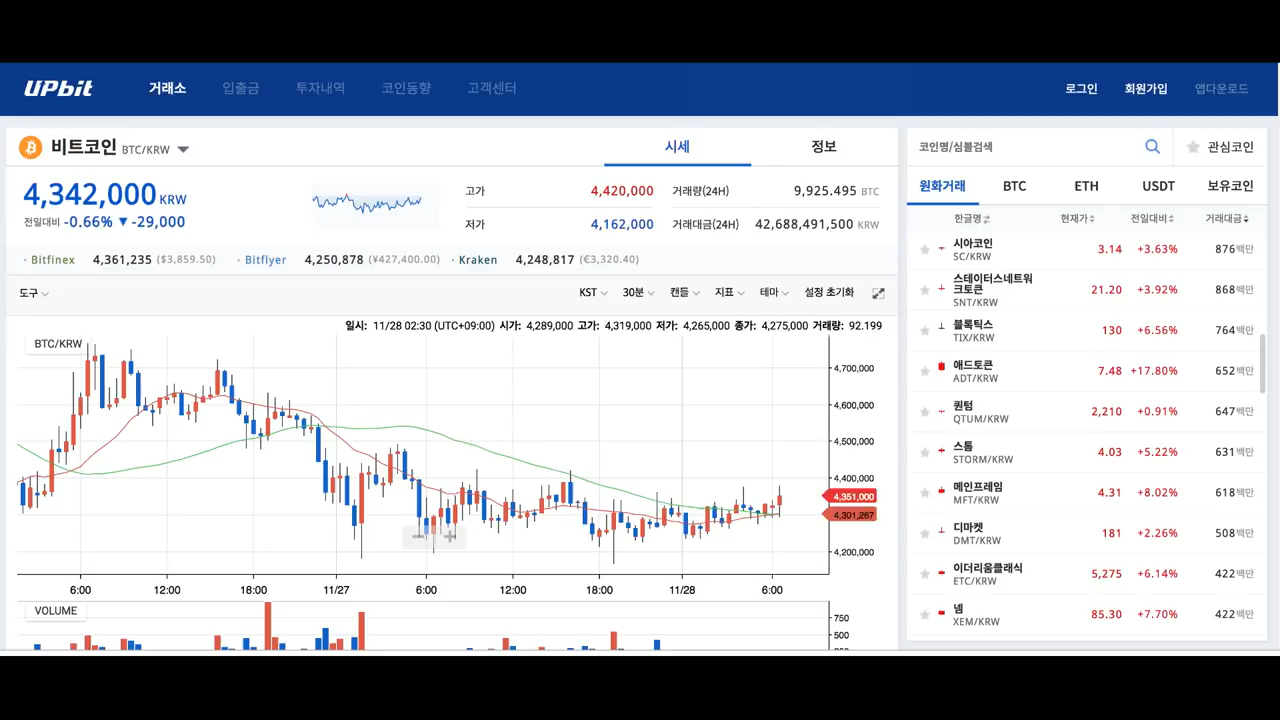 UPbit 거래소 입출금 투자내역 코인동향 고객센터 로그인 회원가입 앱다운로드
비트코인 BTC/KRW 시세 정보
4,342,000 KRW
전일대비 -0.66% ▼ -29,000
고가 4,420,000 거래량(24H) 9,925.495 BTC
저가 4,162,000 거래대금(24H) 42,688,491,500 KRW
· Bitfinex 4,361,235 ($3,859.50) · Bitflyer 4,250,878 (¥427,400.00) · Kraken 4,248,817 (€3,320.40)
도구 KST 30분 캔들 지표 테마 설정 초기화
일시: 11/28 02:30 (UTC+09:00) 시가: 4,289,000 고가: 4,319,000 저가: 4,265,000 종가: 4,275,000 거래량: 92.199
BTC/KRW
4,700,000
4,600,000
4,500,000
4,400,000
4,351,000
4,301,267
4,200,000
6:00 12:00 18:00 11/27 6:00 12:00 18:00 11/28 6:00
VOLUME
750
500
코인명/심볼검색 관심코인
원화거래 BTC ETH USDT 보유코인
한글명 현재가 전일대비 거래대금
시아코인 3.14 +3.63% 876백만
SC/KRW
스테이터스네트워
크토큰 21.20 +3.92% 868백만
SNT/KRW
블록틱스 130 +6.56% 764백만
TIX/KRW
애드토큰 7.48 +17.80% 652백만
ADT/KRW
퀀텀 2,210 +0.91% 647백만
QTUM/KRW
스톰 4.03 +5.22% 631백만
STORM/KRW
메인프레임 4.31 +8.02% 618백만
MFT/KRW
디마켓 181 +2.26% 508백만
DMT/KRW
이더리움클래식 5,275 +6.14% 422백만
ETC/KRW
넴 85.30 +7.70% 422백만
XEM/KRW